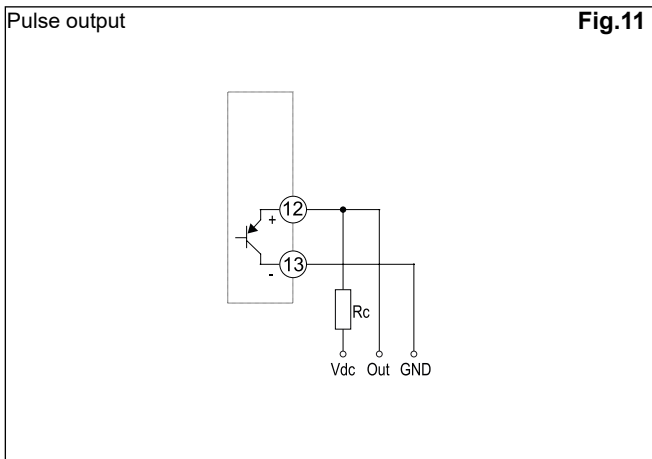 Pulse output Fig.11
12
+
13
-
Rc
Vdc Out GND